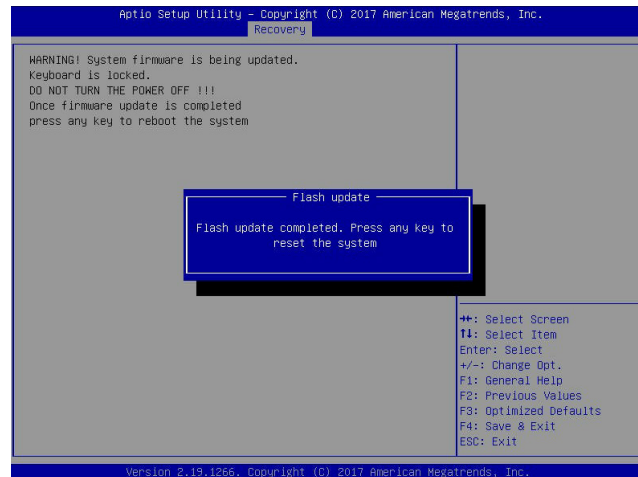 Aptio Setup Utility – Copyright (C) 2017 American Megatrends, Inc.
Recovery
WARNING! System firmware is being updated.
Keyboard is locked.
DO NOT TURN THE POWER OFF !!!
Once firmware update is completed
press any key to reboot the system
Flash update
Flash update completed. Press any key to
reset the system
→←: Select Screen
↑↓: Select Item
Enter: Select
+/-: Change Opt.
F1: General Help
F2: Previous Values
F3: Optimized Defaults
F4: Save & Exit
ESC: Exit
Version 2.19.1266. Copyright (C) 2017 American Megatrends, Inc.